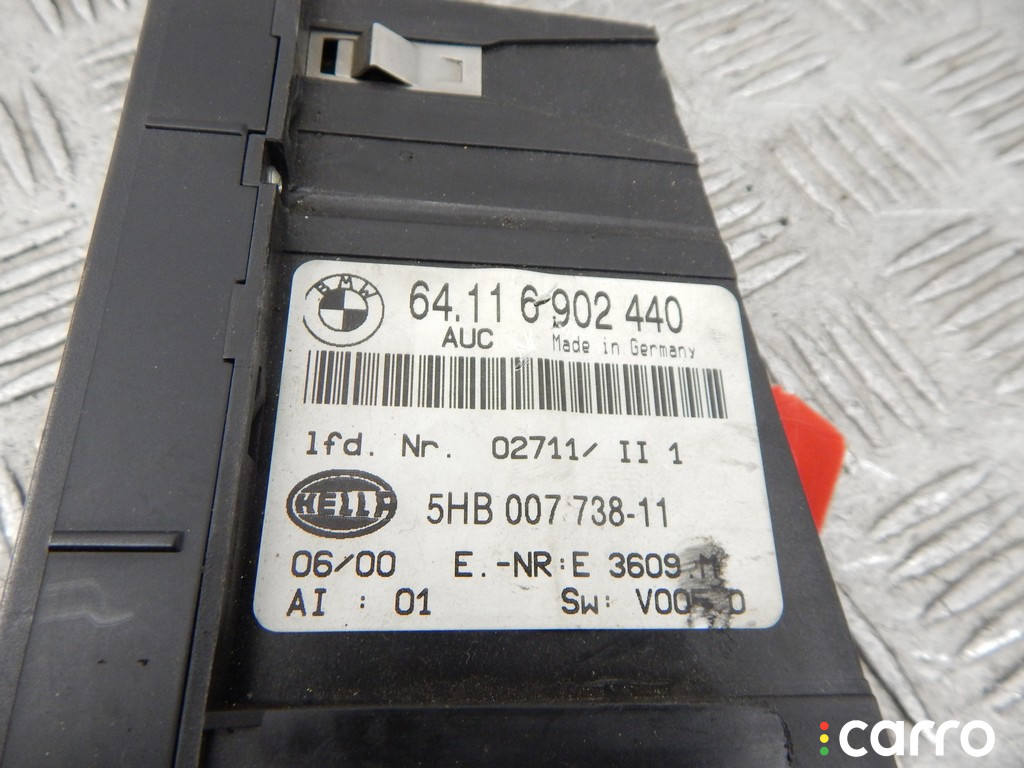 BMW 64.11 6 902 440
AUC Made in Germany
lfd. Nr. 02711/ II 1
HELLA 5HB 007 738-11
06/00 E.-NR:E 3609.M
AI : 01 Sw:
carro